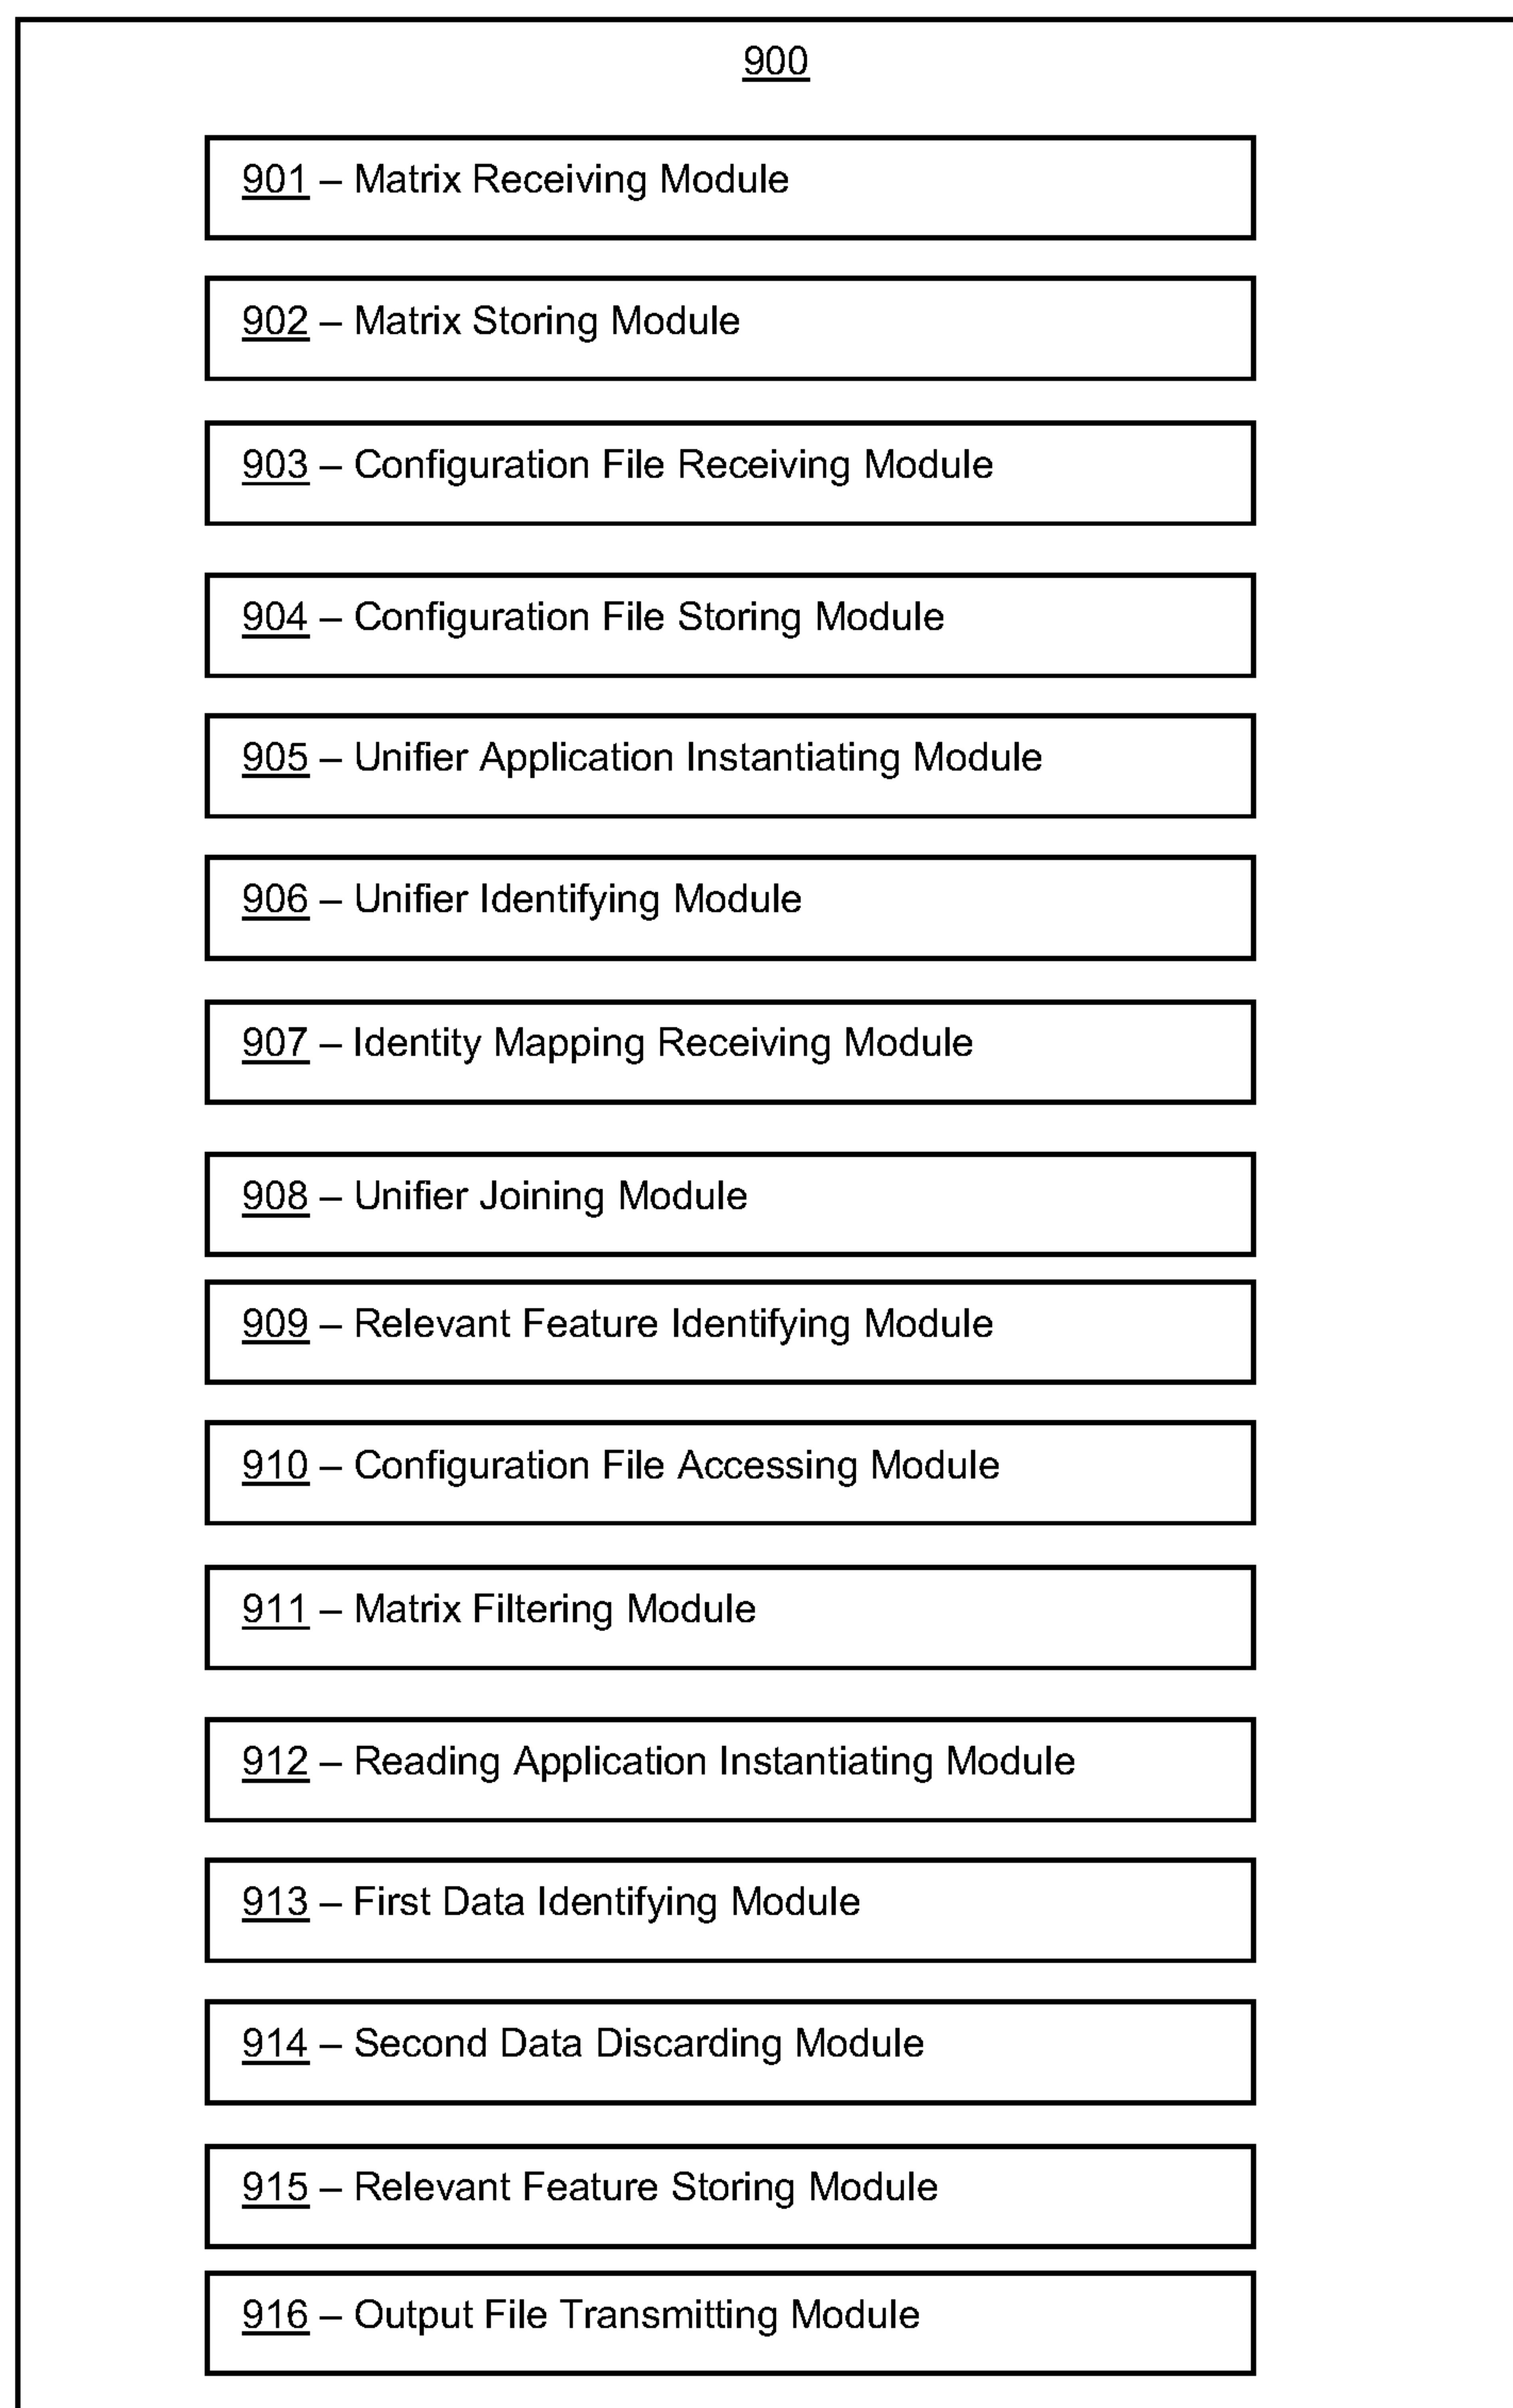 900
901 – Matrix Receiving Module
902 – Matrix Storing Module
903 – Configuration File Receiving Module
904 – Configuration File Storing Module
905 – Unifier Application Instantiating Module
906 – Unifier Identifying Module
907 – Identity Mapping Receiving Module
908 – Unifier Joining Module
909 – Relevant Feature Identifying Module
910 – Configuration File Accessing Module
911 – Matrix Filtering Module
912 – Reading Application Instantiating Module
913 – First Data Identifying Module
914 – Second Data Discarding Module
915 – Relevant Feature Storing Module
916 – Output File Transmitting Module